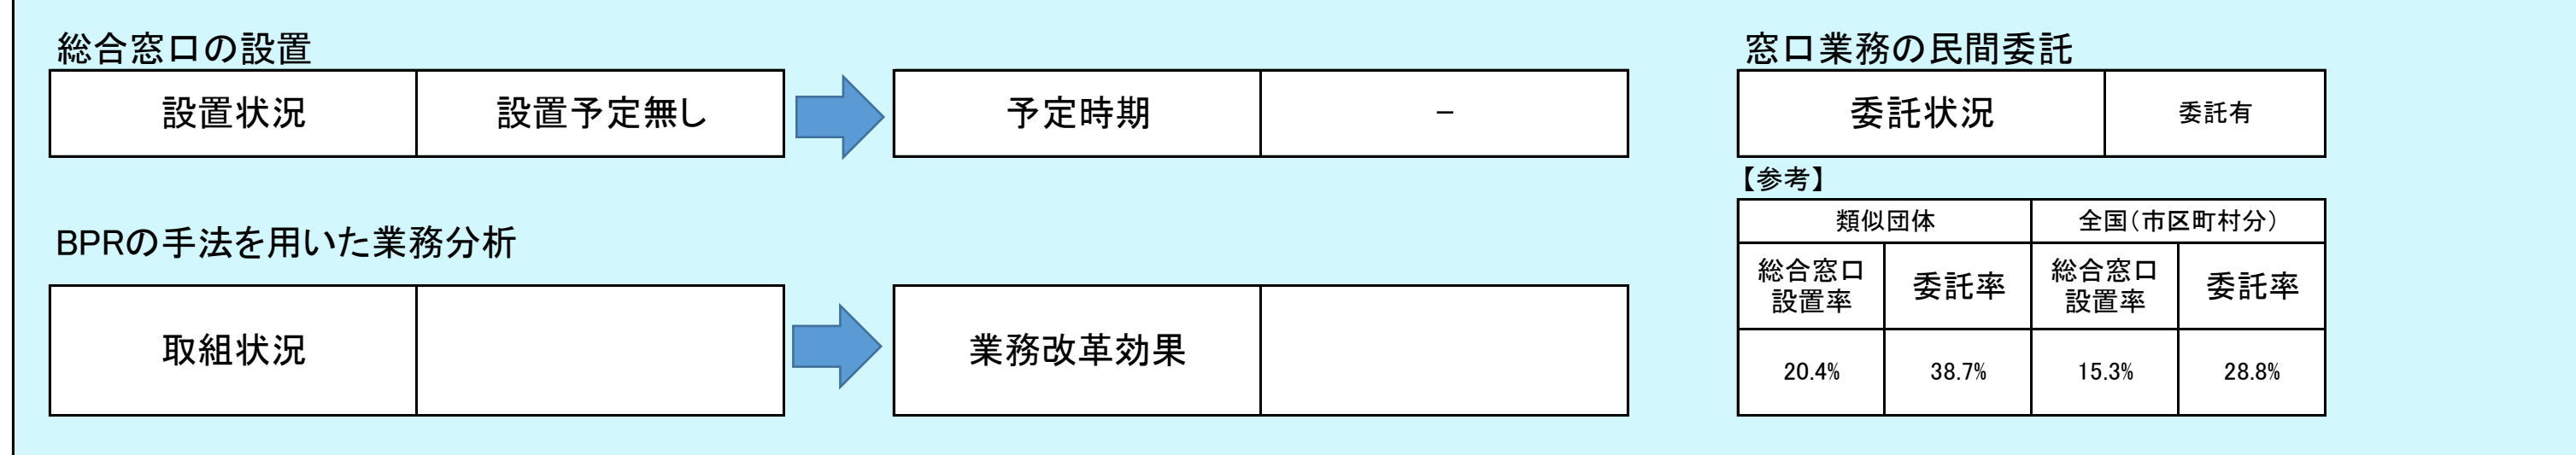 総合窓口の設置
設置状況 設置予定無し 予定時期 －
BPRの手法を用いた業務分析
取組状況 業務改革効果
窓口業務の民間委託
委託状況 委託有
【参考】
類似団体 全国（市区町村分）
総合窓口 設置率 委託率 総合窓口 設置率 委託率
20.4% 38.7% 15.3% 28.8%